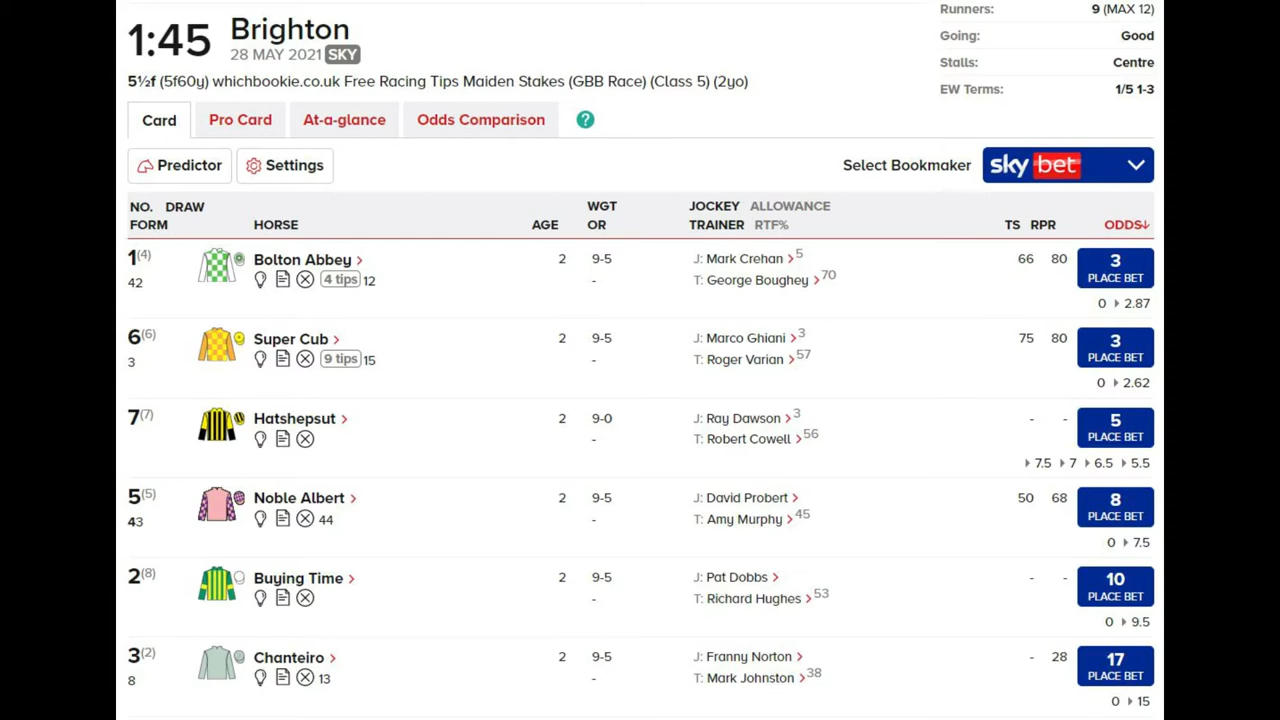 1:45 Brighton
28 MAY 2021 SKY
5½f (5f60y) whichbookie.co.uk Free Racing Tips Maiden Stakes (GBB Race) (Class 5) (2yo)
Runners: 9 (MAX 12)
Going: Good
Stalls: Centre
EW Terms: 1/5 1-3
Card Pro Card At-a-glance Odds Comparison ?
Predictor Settings Select Bookmaker sky bet
NO. DRAW WGT JOCKEY ALLOWANCE
FORM HORSE AGE OR TRAINER RTF% TS RPR ODDS
1(4) Bolton Abbey 2 9-5 J: Mark Crehan 5 66 80 3
42 4 tips 12 - T: George Boughey 70 PLACE BET
0 2.87
6(6) Super Cub 2 9-5 J: Marco Ghiani 3 75 80 3
3 9 tips 15 - T: Roger Varian 57 PLACE BET
0 2.62
7(7) Hatshepsut 2 9-0 J: Ray Dawson 3 - - 5
- T: Robert Cowell 56 PLACE BET
7.5 7 6.5 5.5
5(5) Noble Albert 2 9-5 J: David Probert 50 68 8
43 44 - T: Amy Murphy 45 PLACE BET
0 7.5
2(8) Buying Time 2 9-5 J: Pat Dobbs - - 10
- T: Richard Hughes 53 PLACE BET
0 9.5
3(2) Chanteiro 2 9-5 J: Franny Norton - 28 17
8 13 - T: Mark Johnston 38 PLACE BET
0 15